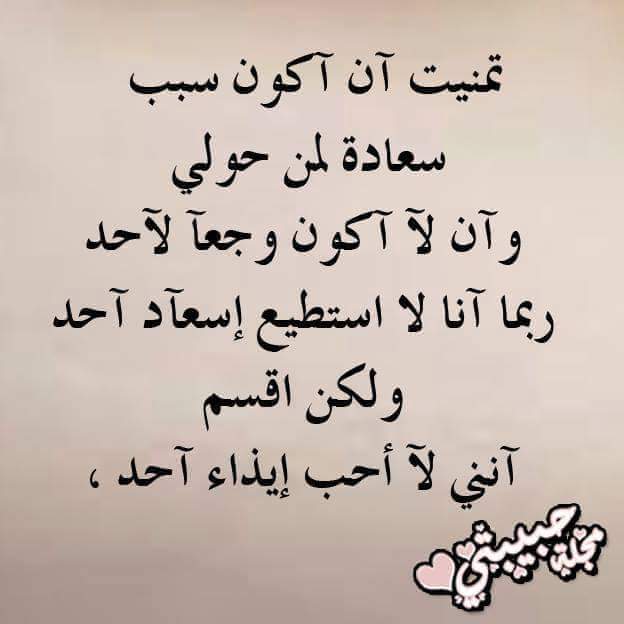 تمنيت آن آكون سبب
سعادة لمن حولي
وآن لآ آكون وجعآ لآحد
ربما آنا لا استطيع إسعآد آحد
ولكن اقسم
آنني لآ أحب إيذاء آحد ،
مجلة حبيبتي